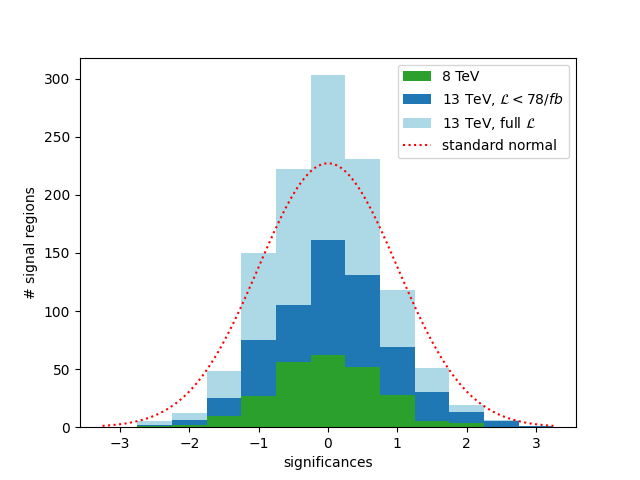 300
250
200
150
100
50
0
# signal regions
−3
−2
−1
0
1
2
3
significances
8 TeV
13 TeV, ℒ < 78/fb
13 TeV, full ℒ
standard normal